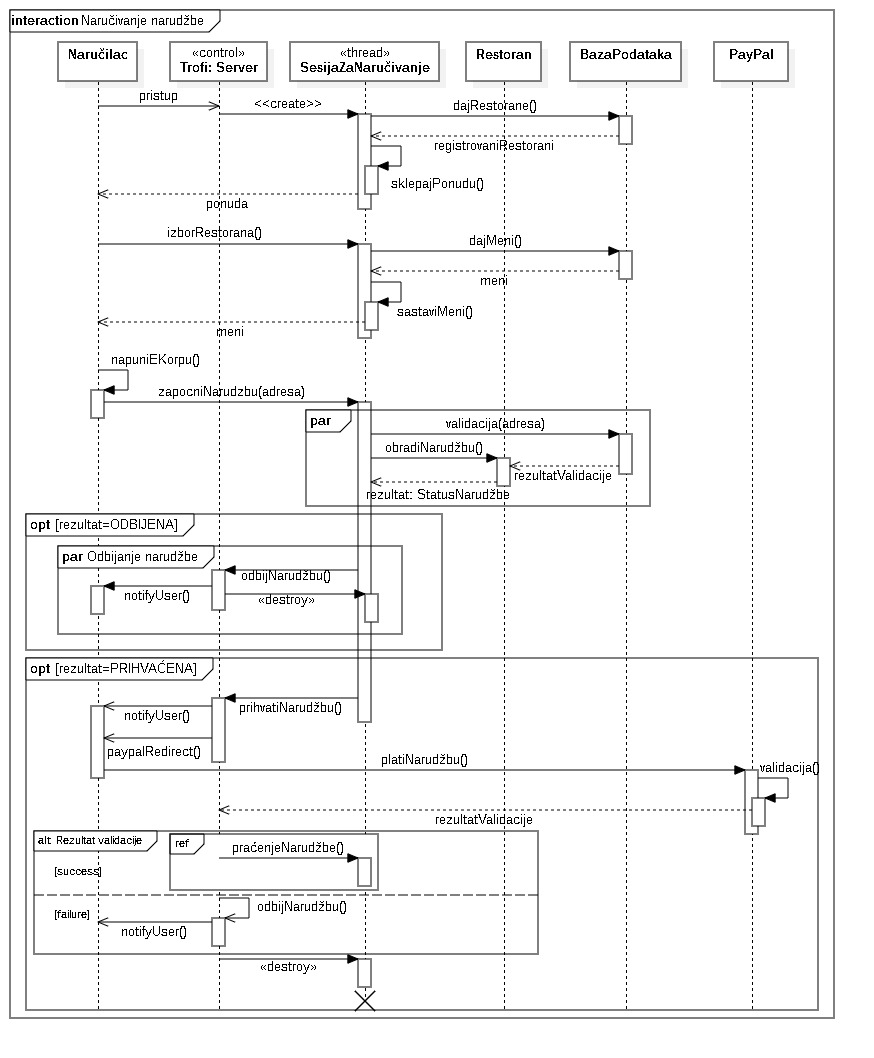 interaction Naručivanje narudžbe
Naručilac
«control»
Trofi: Server
«thread»
SesijaZaNaručivanje
Restoran
BazaPodataka
PayPal
pristup
<<create>>
dajRestorane()
registrovaniRestorani
sklepajPonudu()
ponuda
izborRestorana()
dajMeni()
meni
sastaviMeni()
meni
napuniEKorpu()
zapocniNarudzbu(adresa)
par
validacija(adresa)
obradiNarudžbu()
rezultatValidacije
rezultat: StatusNarudžbe
opt [rezultat=ODBIJENA]
par Odbijanje narudžbe
odbijNarudžbu()
notifyUser()
«destroy»
opt [rezultat=PRIHVAĆENA]
prihvatiNarudžbu()
notifyUser()
paypalRedirect()
platiNarudžbu()
validacija()
rezultatValidacije
alt: Rezultat validacije
ref
praćenjeNarudžbe()
[success]
odbijNarudžbu()
[failure]
notifyUser()
«destroy»